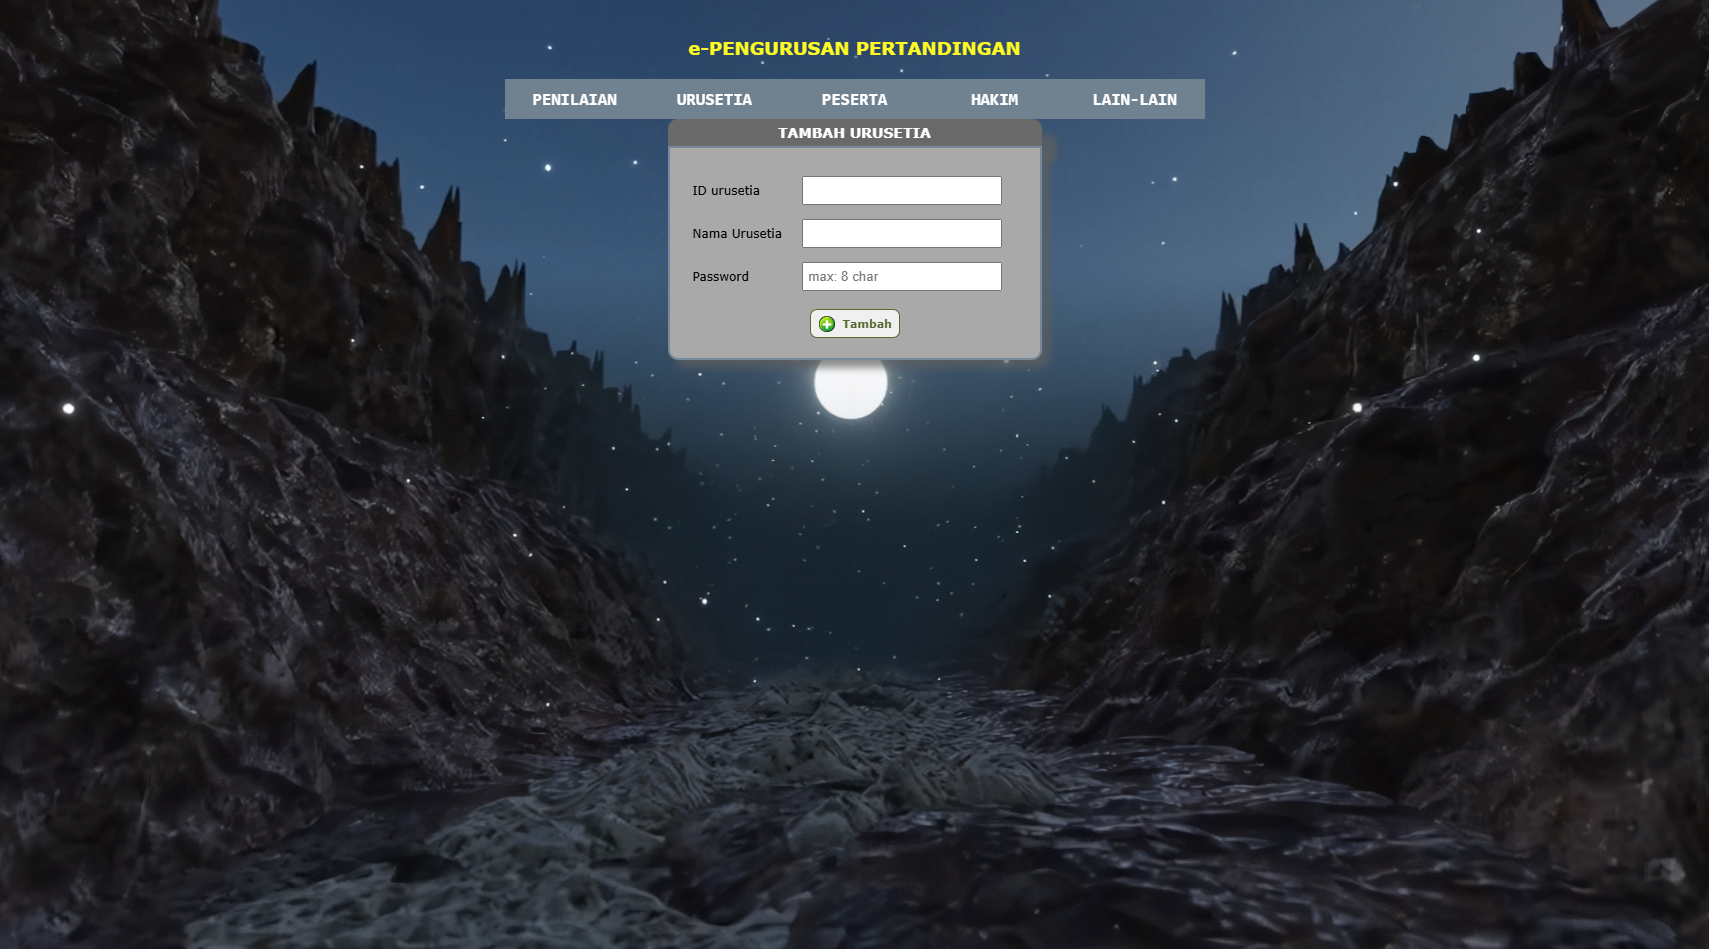 e-PENGURUSAN PERTANDINGAN
PENILAIAN URUSETIA PESERTA HAKIM LAIN-LAIN
TAMBAH URUSETIA
ID urusetia
Nama Urusetia
Password max: 8 char
Tambah